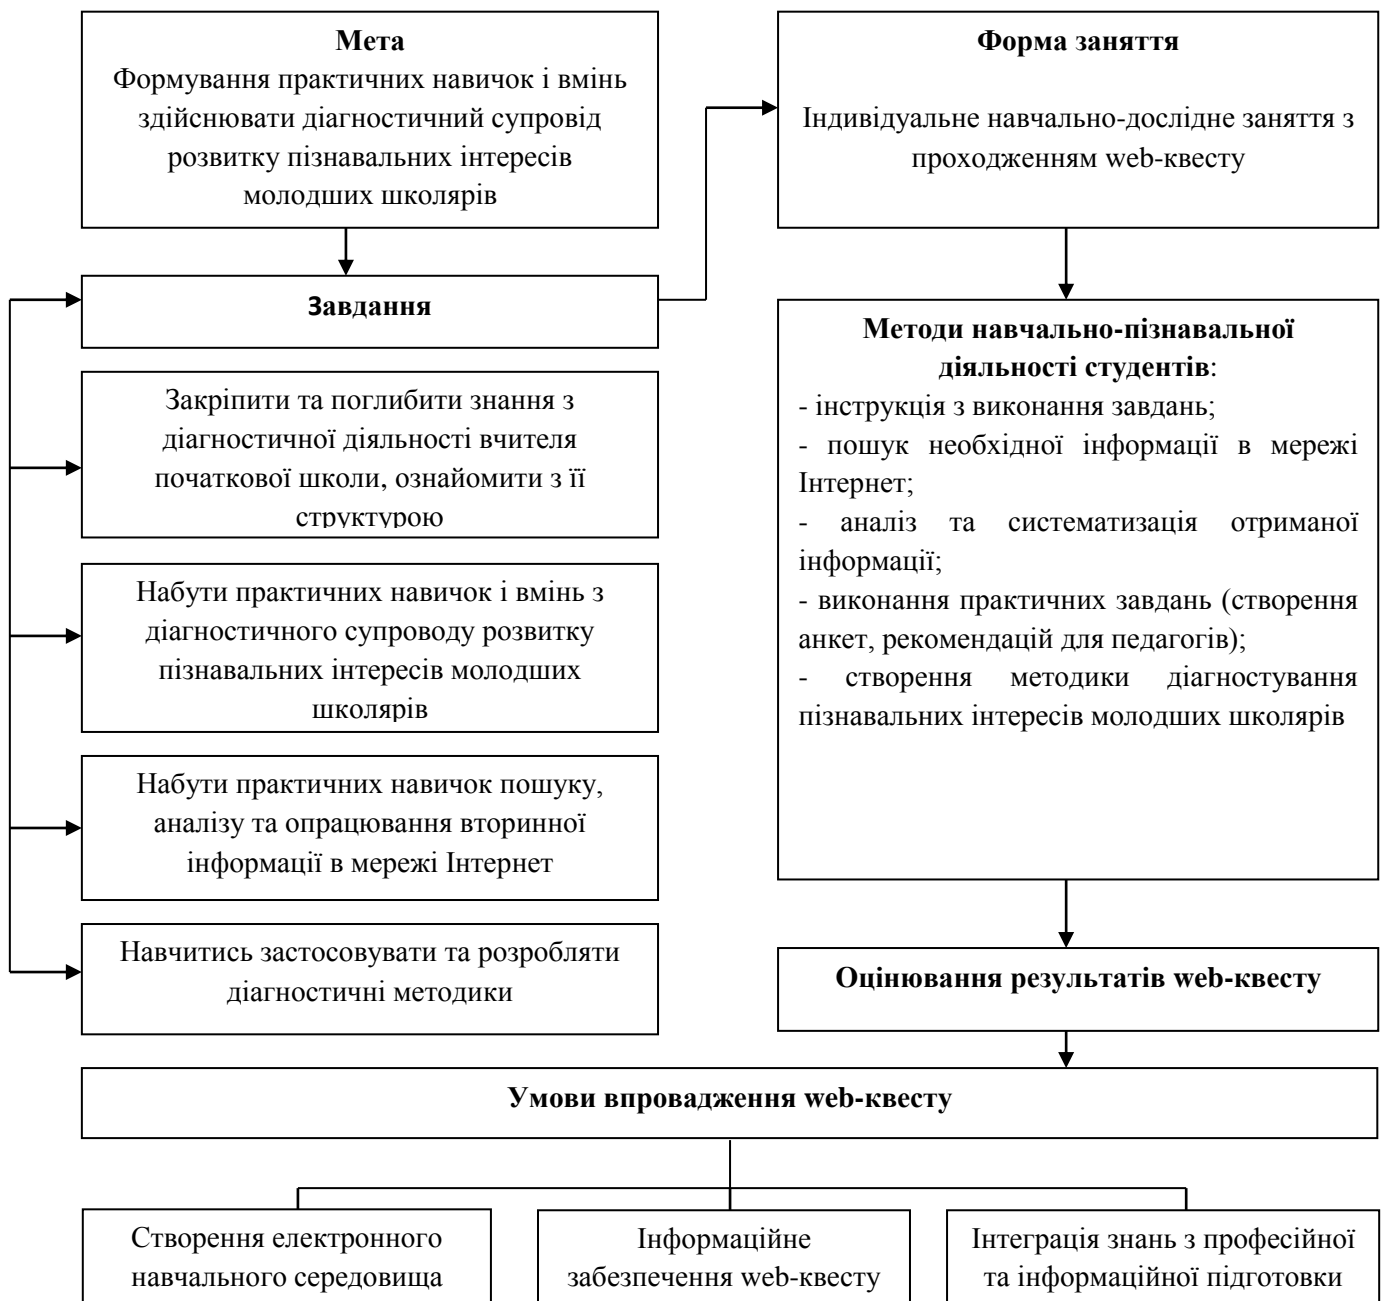 Мета
Формування практичних навичок і вмінь
здійснювати діагностичний супровід
розвитку пізнавальних інтересів
молодших школярів
Завдання
Закріпити та поглибити знання з
діагностичної діяльності вчителя
початкової школи, ознайомити з її
структурою
Набути практичних навичок і вмінь з
діагностичного супроводу розвитку
пізнавальних інтересів молодших
школярів
Набути практичних навичок пошуку,
аналізу та опрацювання вторинної
інформації в мережі Інтернет
Навчитись застосовувати та розробляти
діагностичні методики
Форма заняття
Індивідуальне навчально-дослідне заняття з
проходженням web-квесту
Методи навчально-пізнавальної
діяльності студентів:
- інструкція з виконання завдань;
- пошук необхідної інформації в мережі
Інтернет;
- аналіз та систематизація отриманої
інформації;
- виконання практичних завдань (створення
анкет, рекомендацій для педагогів);
- створення методики діагностування
пізнавальних інтересів молодших школярів
Оцінювання результатів web-квесту
Умови впровадження web-квесту
Створення електронного
навчального середовища
Інформаційне
забезпечення web-квесту
Інтеграція знань з професійної
та інформаційної підготовки